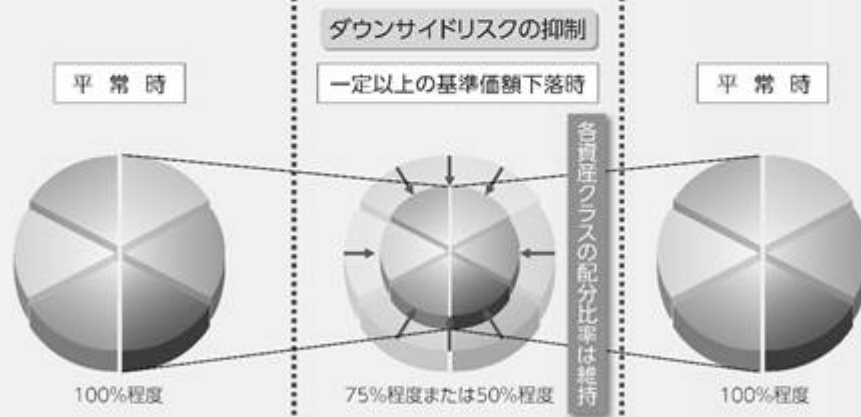 ダウンサイドリスクの抑制
平常時
一定以上の基準価額下落時
平常時
各資産クラスの配分比率は維持
100%程度
75%程度または50%程度
100%程度